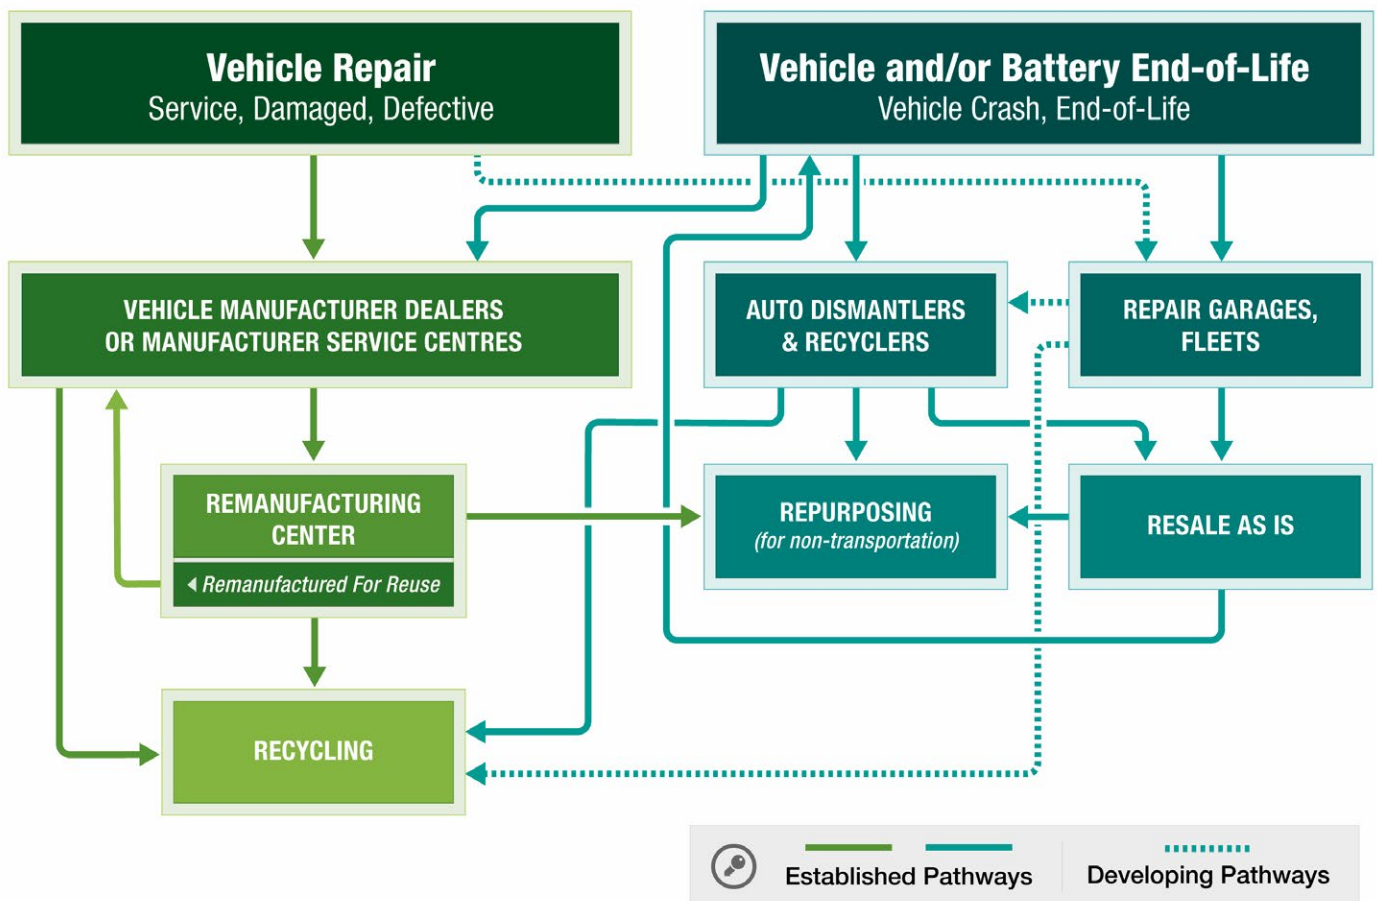 Vehicle Repair
Service, Damaged, Defective
Vehicle and/or Battery End-of-Life
Vehicle Crash, End-of-Life
VEHICLE MANUFACTURER DEALERS
OR MANUFACTURER SERVICE CENTRES
AUTO DISMANTLERS
& RECYCLERS
REPAIR GARAGES,
FLEETS
REMANUFACTURING
CENTER
Remanufactured For Reuse
REPURPOSING
(for non-transportation)
RESALE AS IS
RECYCLING
Established Pathways
Developing Pathways